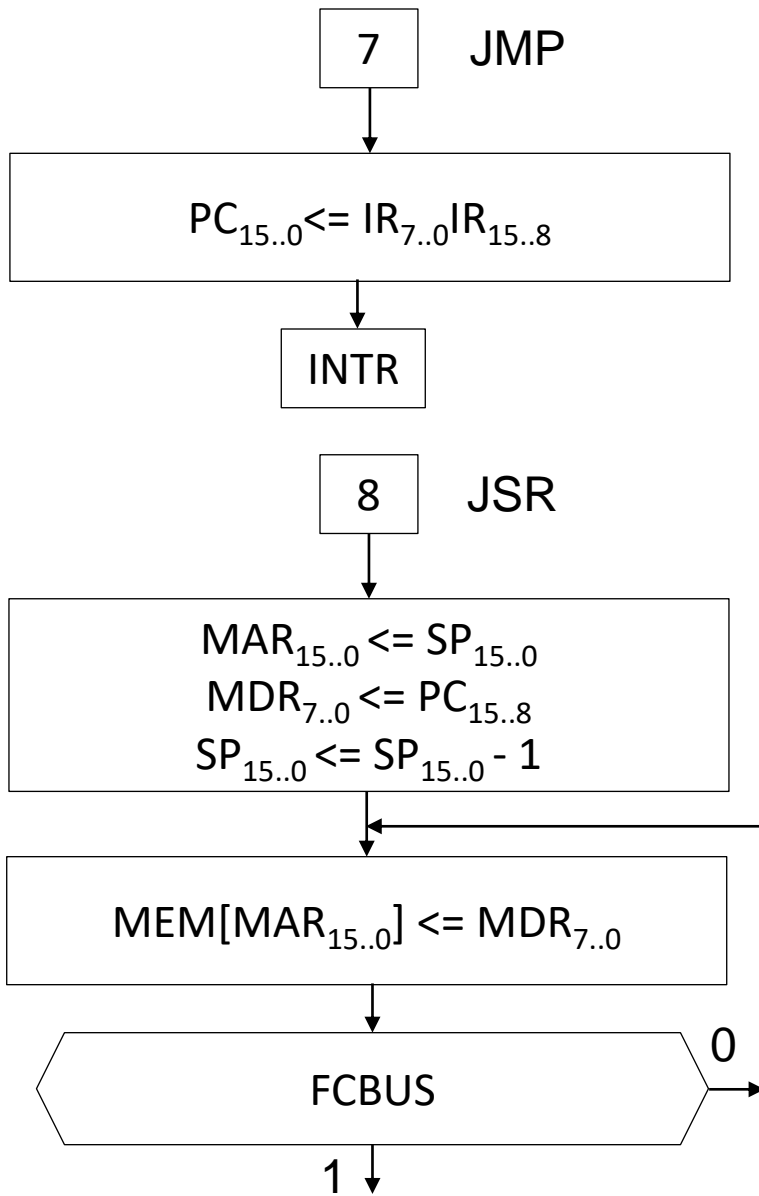 7 JMP
PC15..0<= IR7..0IR15..8
INTR
8 JSR
MAR15..0 <= SP15..0
MDR7..0 <= PC15..8
SP15..0 <= SP15..0 - 1
MEM[MAR15..0] <= MDR7..0
0
FCBUS
1